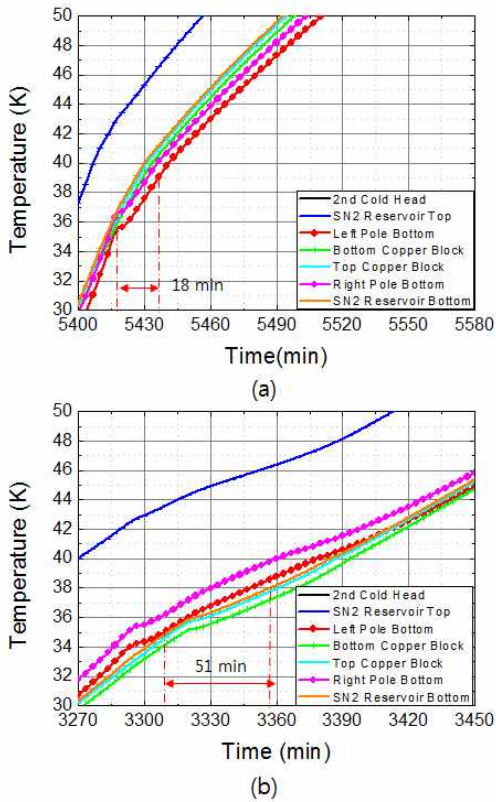 Temperature (K)
50
48
46
44
42
40
38
36
34
32
30
18 min
2nd Cold Head
SN2 Reservoir Top
Left Pole Bottom
Bottom Copper Block
Top Copper Block
Right Pole Bottom
SN2 Reservoir Bottom
5400 5430 5460 5490 5520 5550 5580
Time(min)
(a)
Temperature (K)
50
48
46
44
42
40
38
36
34
32
30
51 min
2nd Cold Head
SN2 Reservoir Top
Left Pole Bottom
Bottom Copper Block
Top Copper Block
Right Pole Bottom
SN2 Reservoir Bottom
3270 3300 3330 3360 3390 3420 3450
Time (min)
(b)